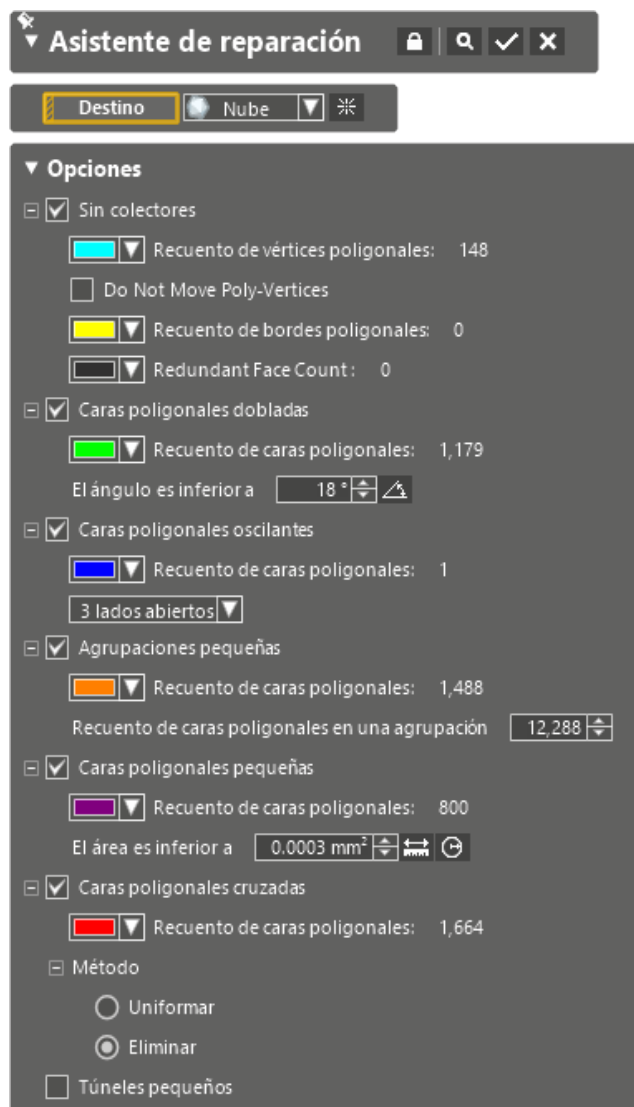 Asistente de reparación
Destino Nube
Opciones
Sin colectores
Recuento de vértices poligonales: 148
Do Not Move Poly-Vertices
Recuento de bordes poligonales: 0
Redundant Face Count: 0
Caras poligonales dobladas
Recuento de caras poligonales: 1,179
El ángulo es inferior a 18 °
Caras poligonales oscilantes
Recuento de caras poligonales: 1
3 lados abiertos
Agrupaciones pequeñas
Recuento de caras poligonales: 1,488
Recuento de caras poligonales en una agrupación 12,288
Caras poligonales pequeñas
Recuento de caras poligonales: 800
El área es inferior a 0.0003 mm²
Caras poligonales cruzadas
Recuento de caras poligonales: 1,664
Método
Uniformar
Eliminar
Túneles pequeños